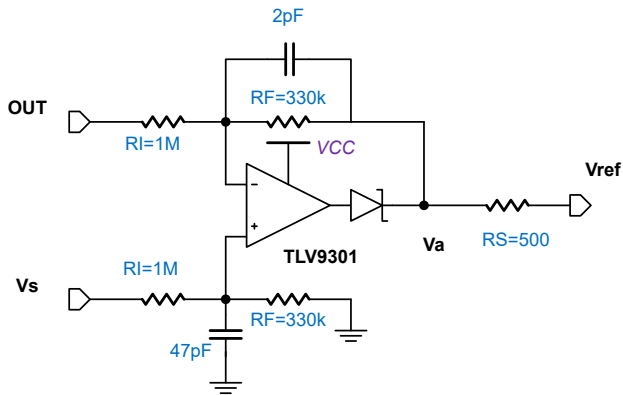 2pF
OUT
RF=330k
RI=1M
VCC
Vref
−
+
TLV9301
Va
RS=500
RI=1M
Vs
RF=330k
47pF